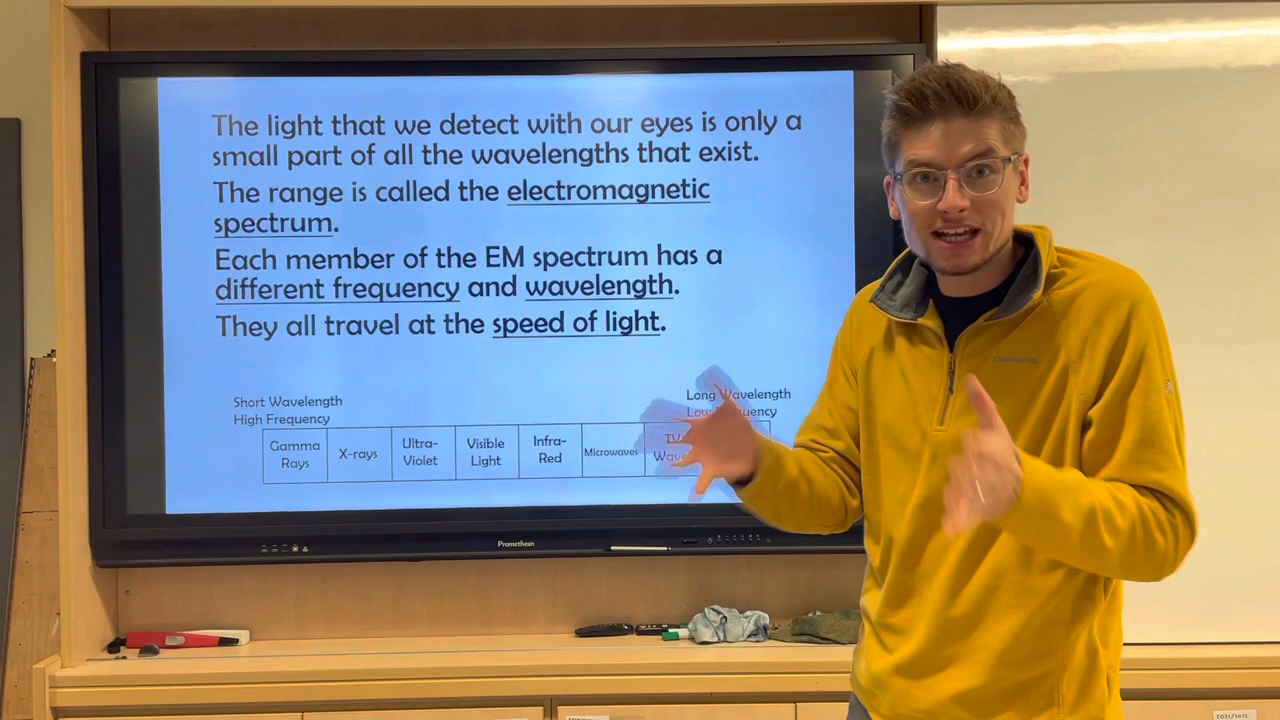 The light that we detect with our eyes is only a
small part of all the wavelengths that exist.
The range is called the electromagnetic
spectrum.
Each member of the EM spectrum has a
different frequency and wavelength.
They all travel at the speed of light.
Short Wavelength
High Frequency
Long Wavelength
Gamma
Rays
X-rays
Ultra-
Violet
Visible
Light
Infra-
Red
Microwaves
Promethean
2021/2022